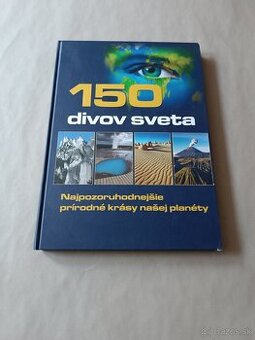 150
divov sveta
Najpozoruhodnejšie
prírodné krásy našej planéty